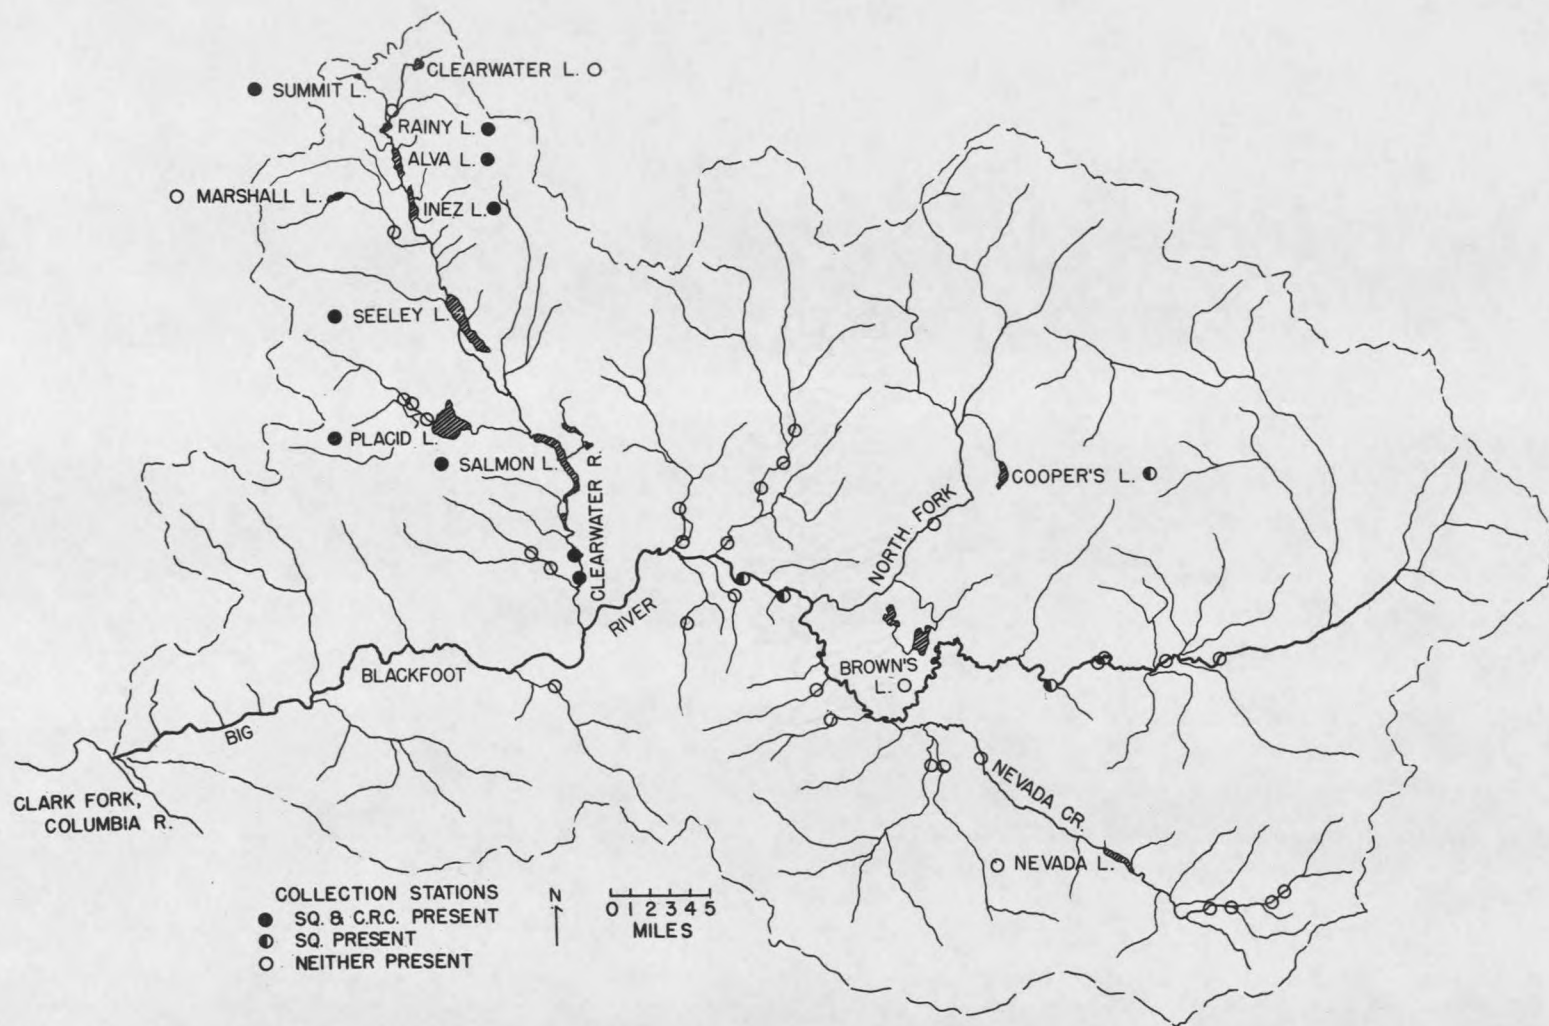 CLEARWATER L.
SUMMIT L.
RAINY L.
ALVA L.
MARSHALL L.
INEZ L.
SEELEY L.
PLACID L.
SALMON L.
CLEARWATER R.
COOPER'S L.
NORTH FORK
RIVER
BROWN'S
L.
BLACKFOOT
BIG
NEVADA CR.
CLARK FORK,
COLUMBIA R.
NEVADA L.
COLLECTION STATIONS
SQ. & C.R.C. PRESENT
SQ. PRESENT
NEITHER PRESENT
N
0 1 2 3 4 5
MILES